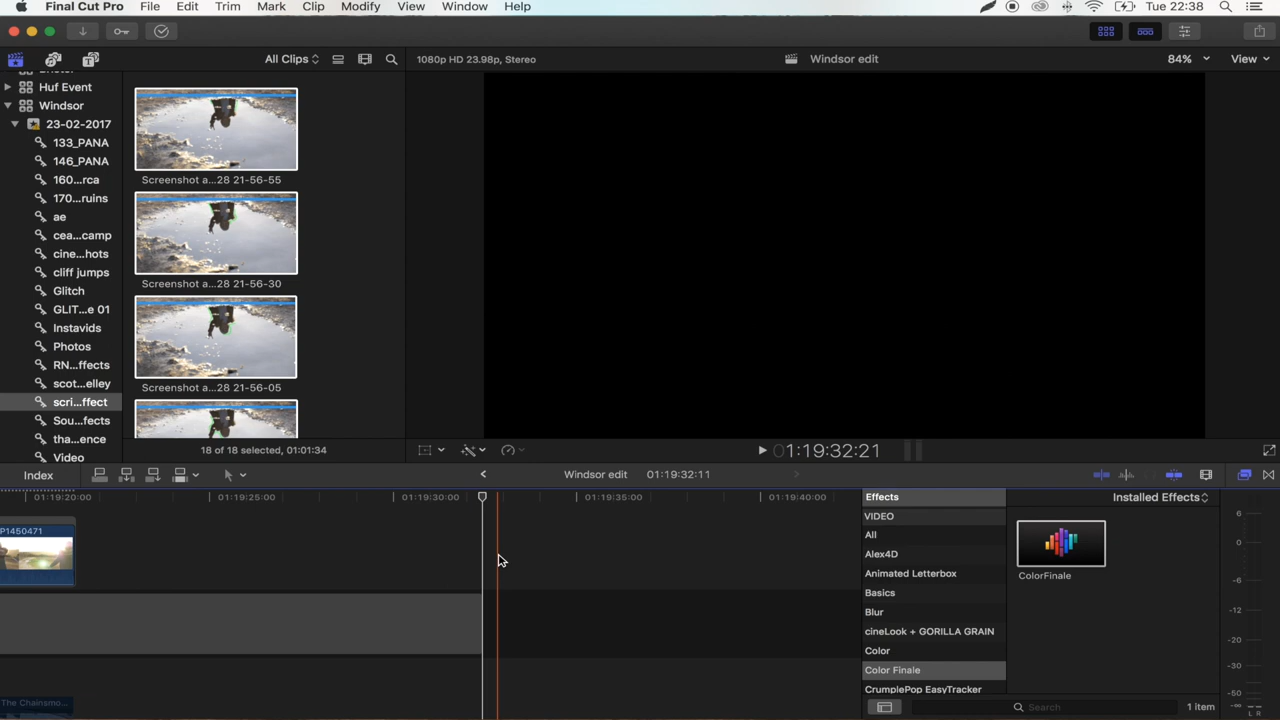 Final Cut Pro File Edit Trim Mark Clip Modify View Window Help Tue 22:38
All Clips 1080p HD 23.98p, Stereo Windsor edit 84% View
Huf Event
Windsor
23-02-2017
133_PANA
146_PANA
160...rca
170...ruins
ae
cea...camp
cine...hots
cliff jumps
Glitch
GLIT...e 01
Instavids
Photos
RN...ffects
scot...elley
scri...ffect
Sou...fects
tha...ence
Video
Screenshot a...28 21-56-55
Screenshot a...28 21-56-30
Screenshot a...28 21-56-05
18 of 18 selected, 01:01:34
01:19:32:21
Index Windsor edit 01:19:32:11
01:19:20:00 01:19:25:00 01:19:30:00 01:19:35:00 01:19:40:00
P1450471
The Chainsmo...
Effects Installed Effects
VIDEO
All
Alex4D
Animated Letterbox
Basics
Blur
cineLook + GORILLA GRAIN
Color
Color Finale
CrumplePop EasyTracker
ColorFinale
Search 1 item
6
0
-6
-12
-20
-30
-50
-∞
L R